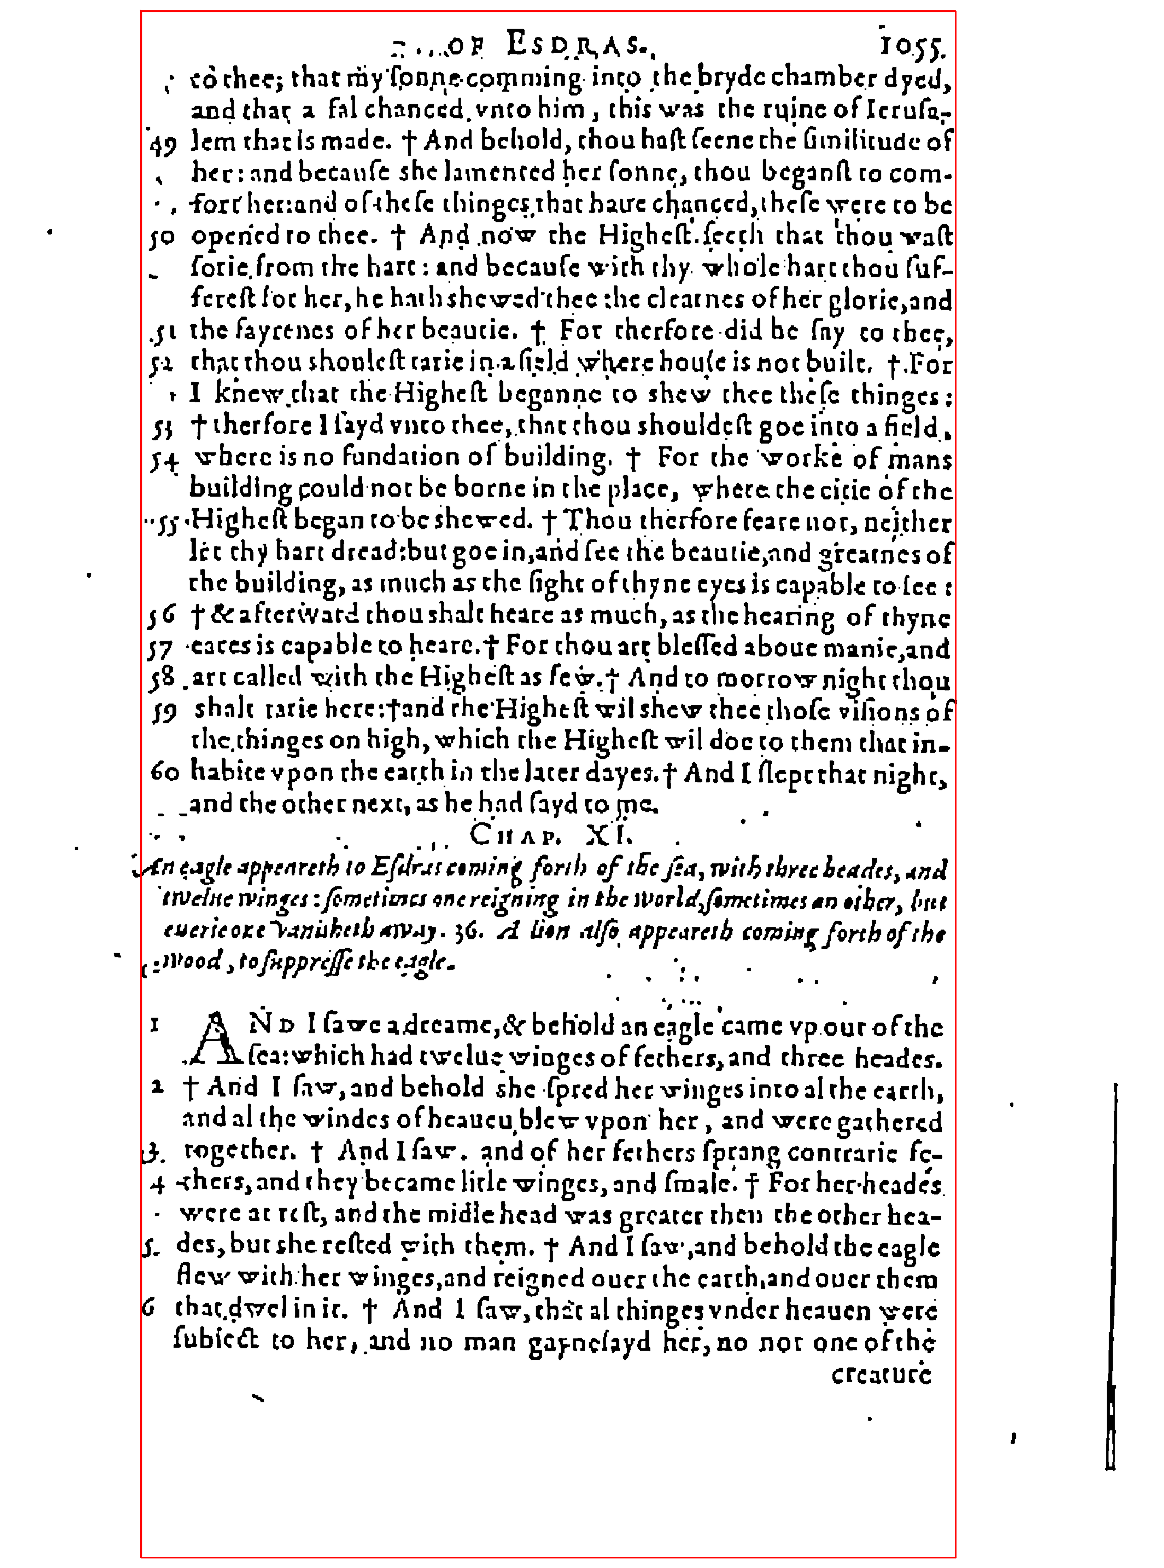 OF ESDRAS. 1055.
to thee; that my ſonne comming into the bryde chamber dyed,
and that a fal chanced vnto him, this was the ruine of Ieruſa-
49 lem that is made. † And behold, thou haſt ſeene the ſimilitude of
her: and becauſe she lamented her ſonne, thou beganſt to com-
fort her: and of theſe thinges that haue chanced, theſe were to be
50 opened to thee. † And now the Higheſt ſeeth that thou waſt
ſorie from the hart: and becauſe with thy whole hart thou ſuf-
fereſt for her, he hath shewed thee the clearnes of her glorie, and
51 the fayrenes of her beautie. † For therfore did he ſay to thee,
52 that thou shouleſt tarie in a field where houſe is not built. † For
I knew that the Higheſt beganne to shew thee theſe thinges:
53 † therfore I ſayd vnto thee, that thou shouldeſt goe into a field,
54 where is no fundation of building. † For the worke of mans
building could not be borne in the place, where the citie of the
55 Higheſt began to be shewed. † Thou therfore feare not, neither
let thy hart dread: but goe in, and ſee the beautie, and greatnes of
the building, as much as the ſight of thyne eyes is capable to ſee:
56 † & afterward thou shalt heare as much, as the hearing of thyne
57 eares is capable to heare. † For thou art bleſſed aboue manie, and
58 art called with the Higheſt as few. † And to morrow night thou
59 shalt tarie here: † and the Higheſt wil shew thee thoſe viſions of
the thinges on high, which the Higheſt wil doe to them that in-
60 habite vpon the earth in the later dayes. † And I ſlept that night,
and the other next, as he had ſayd to me.
CHAP. XI.
An eagle appeareth to Eſdras coming forth of the ſea, with three heades, and
twelue winges: ſometimes one reigning in the world, ſometimes an other, but
euerie one vanisheth away. 36. A lion alſo appeareth coming forth of the
wood, to ſuppreſſe the eagle.
1 AND I ſawe a dreame, & behold an eagle came vp out of the
ſea: which had twelue winges of fethers, and three heades.
2 † And I ſaw, and behold she ſpred her winges into al the earth,
and al the windes of heauen blew vpon her, and were gathered
3. together. † And I ſaw, and of her fethers ſprang contrarie fe-
4 thers, and they became litle winges, and ſmale. † For her heades
were at reſt, and the midle head was greater then the other hea-
5. des, but she reſted with them. † And I ſaw, and behold the eagle
flew with her winges, and reigned ouer the earth, and ouer them
6 that dwel in it. † And I ſaw, that al thinges vnder heauen were
ſubiect to her, and no man gayneſayd her, no not one of the
creature